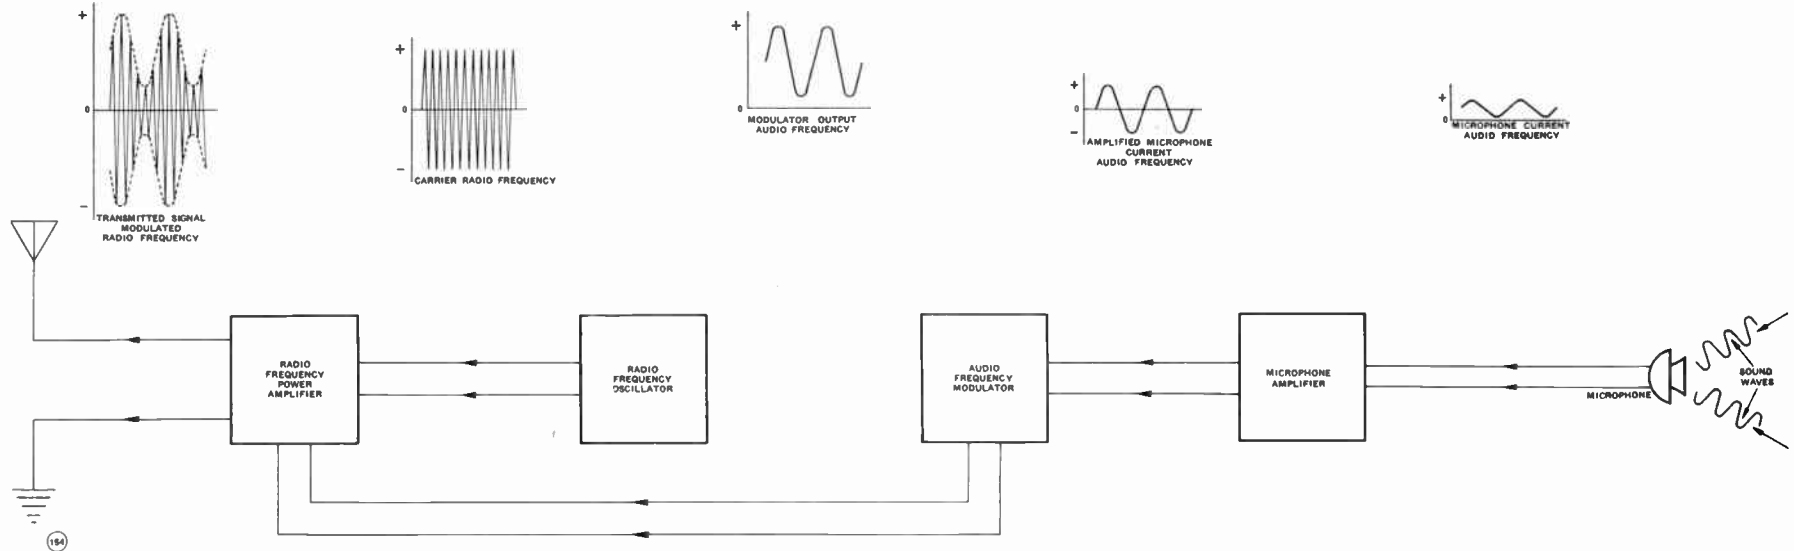 +
0
−
TRANSMITTED SIGNAL
MODULATED
RADIO FREQUENCY
+
0
−
CARRIER RADIO FREQUENCY
+
0
MODULATOR OUTPUT
AUDIO FREQUENCY
+
0
−
AMPLIFIED MICROPHONE
CURRENT
AUDIO FREQUENCY
+
0
MICROPHONE CURRENT
AUDIO FREQUENCY
RADIO
FREQUENCY
POWER
AMPLIFIER
RADIO
FREQUENCY
OSCILLATOR
AUDIO
FREQUENCY
MODULATOR
MICROPHONE
AMPLIFIER
MICROPHONE
SOUND
WAVES
154